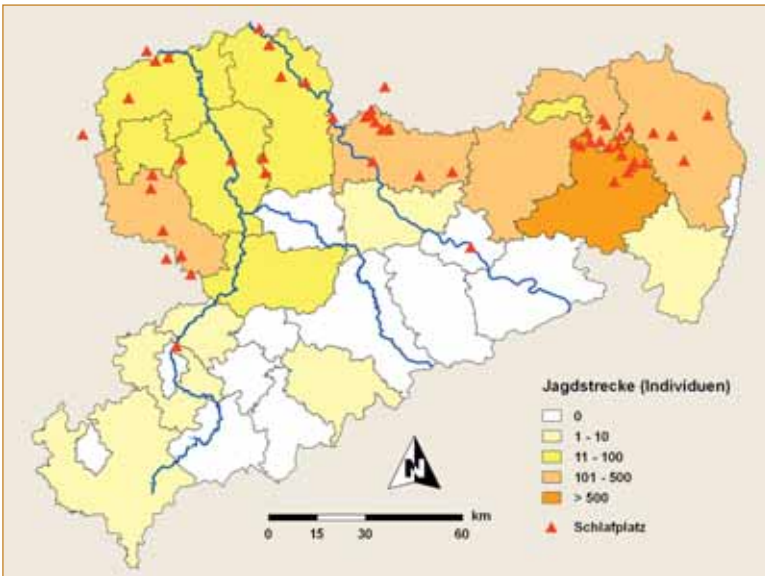 N
Jagdstrecke (Individuen)
0
1 - 10
11 - 100
101 - 500
> 500
Schlafplatz
km
0 15 30 60